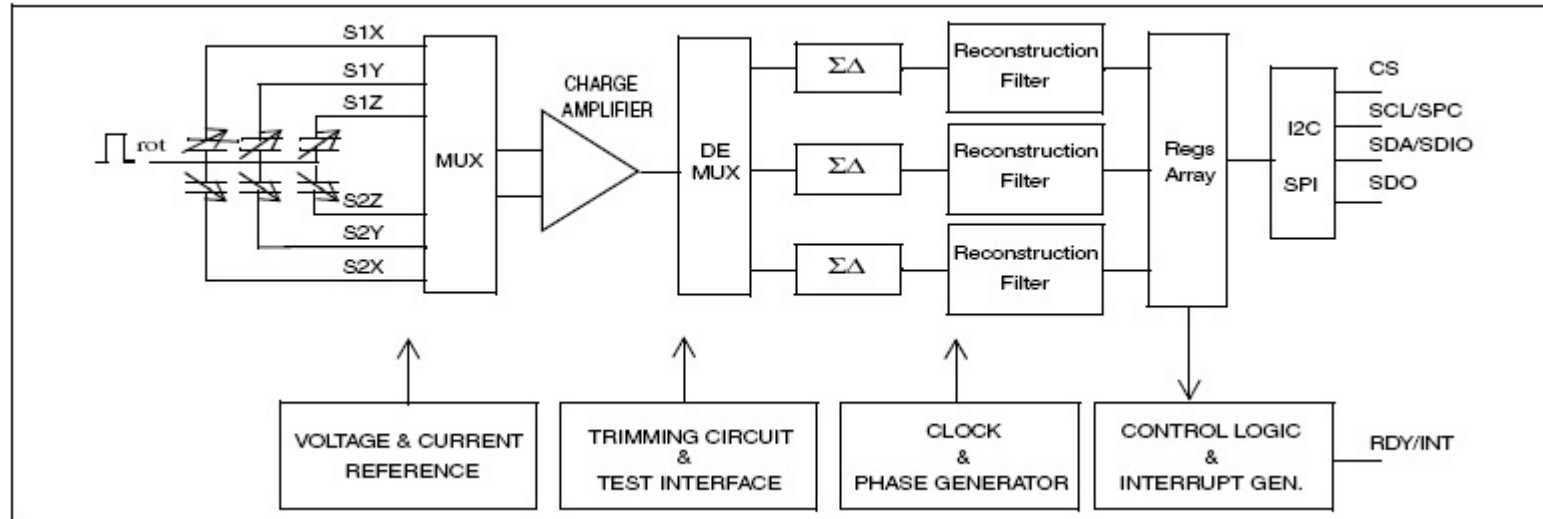 S1X
S1Y
S1Z
rot
S2Z
S2Y
S2X
MUX
CHARGE
AMPLIFIER
DE
MUX
ΣΔ
ΣΔ
ΣΔ
Reconstruction
Filter
Reconstruction
Filter
Reconstruction
Filter
Regs
Array
I2C
SPI
CS
SCL/SPC
SDA/SDIO
SDO
VOLTAGE & CURRENT
REFERENCE
TRIMMING CIRCUIT
&
TEST INTERFACE
CLOCK
&
PHASE GENERATOR
CONTROL LOGIC
&
INTERRUPT GEN.
RDY/INT